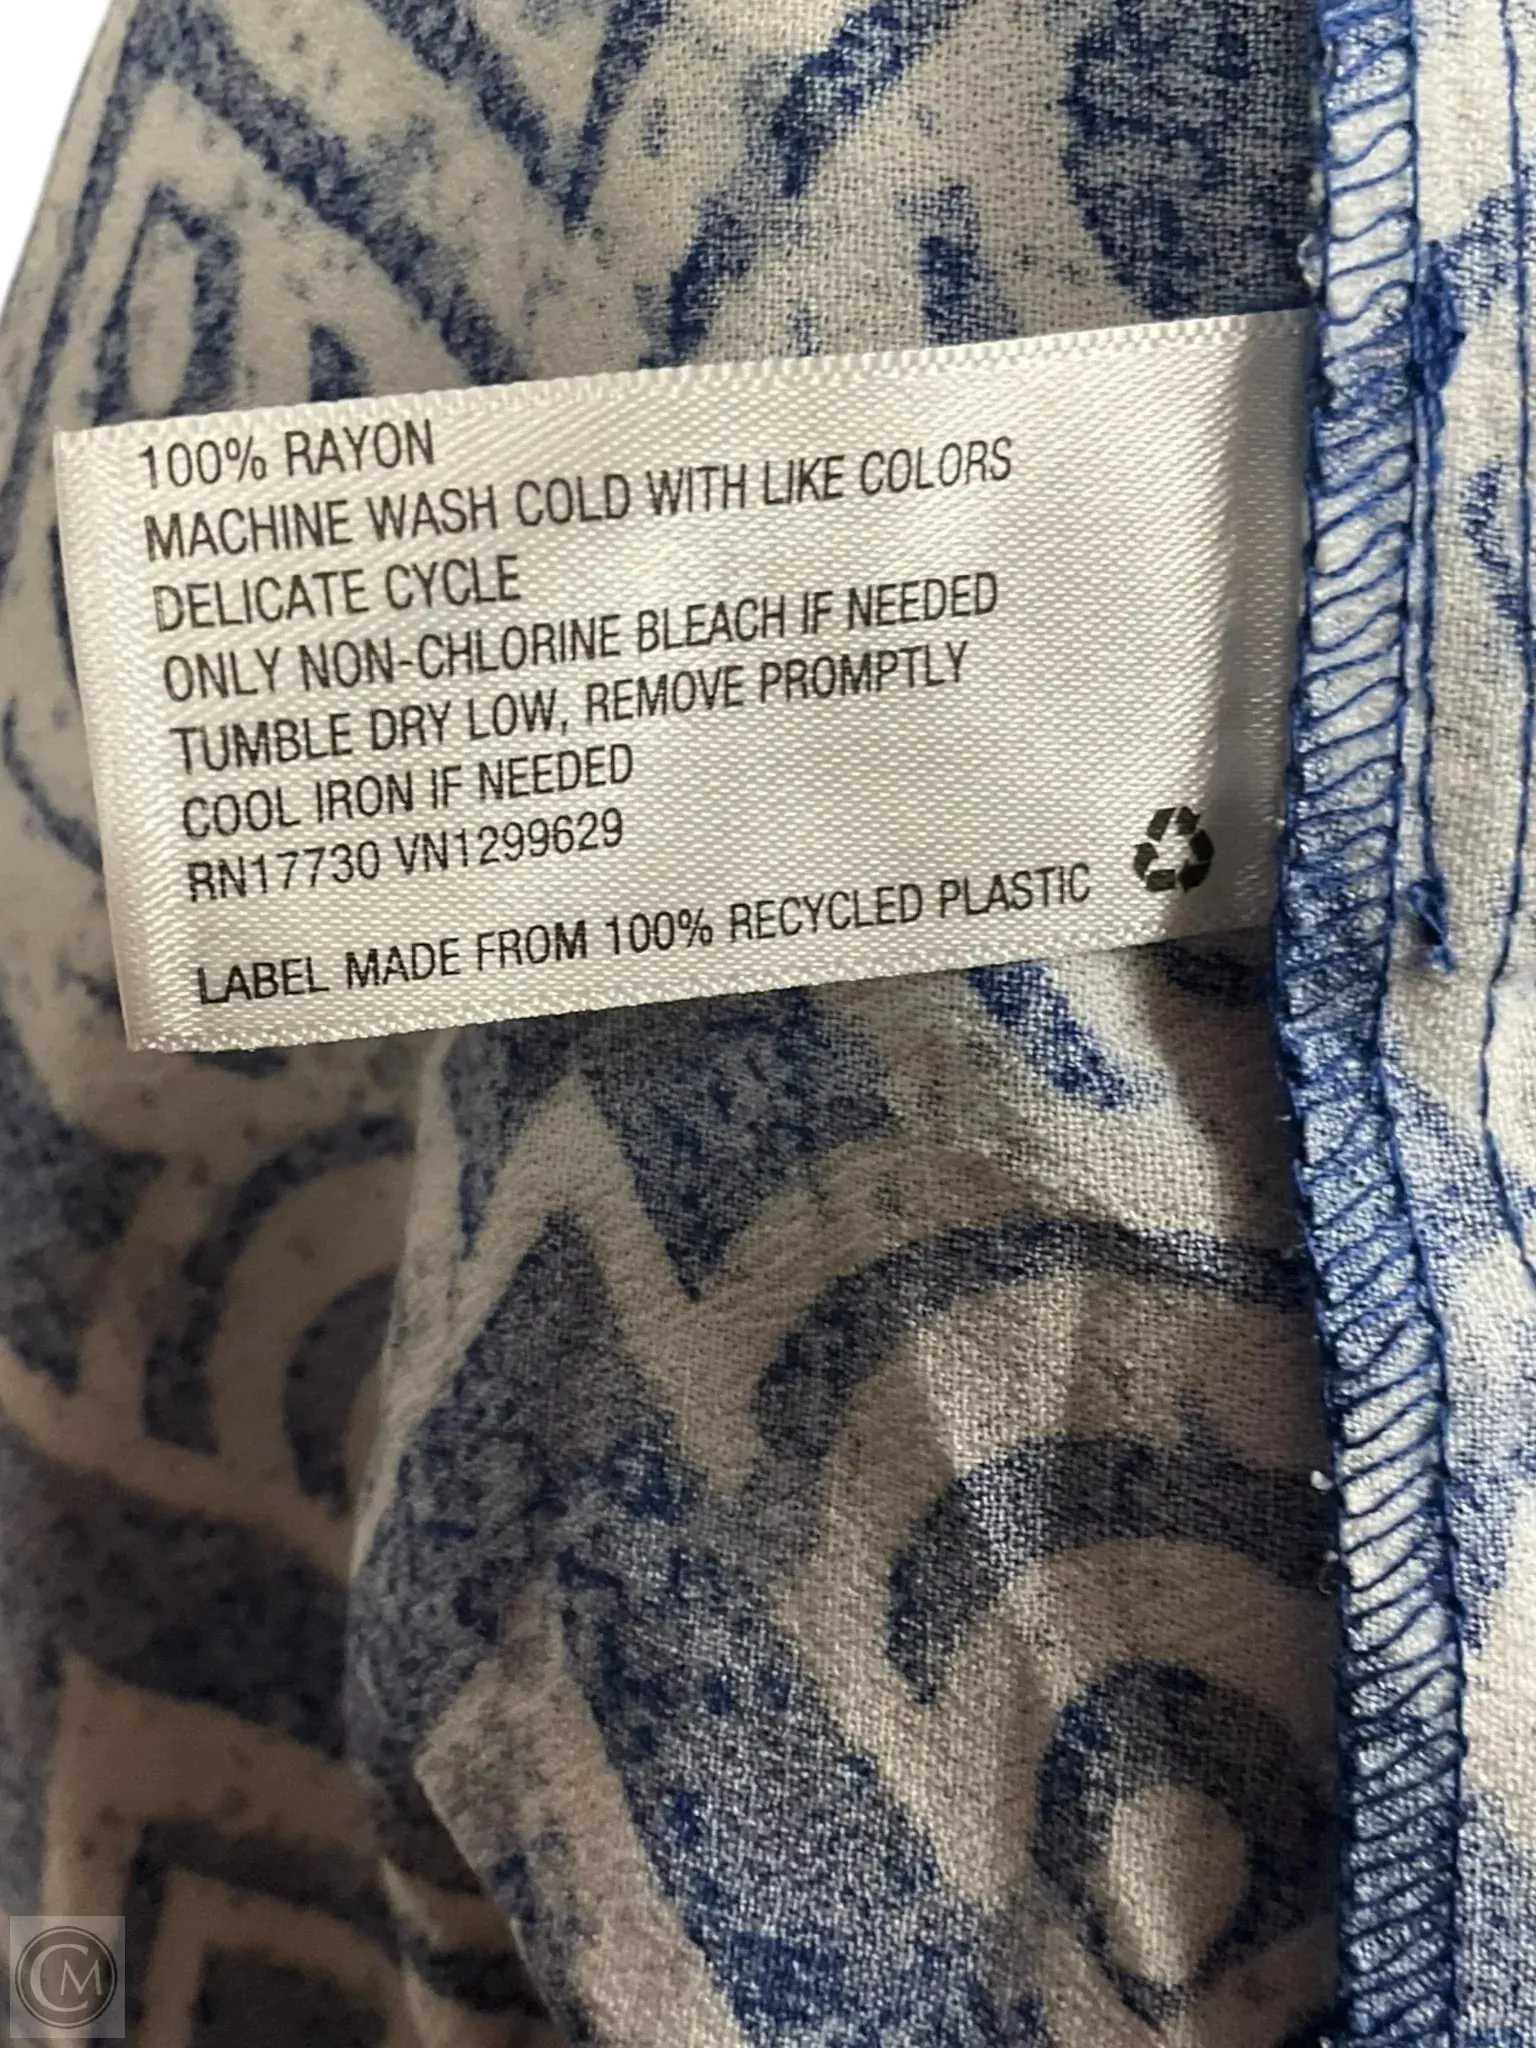 100% RAYON
MACHINE WASH COLD WITH LIKE COLORS
DELICATE CYCLE
ONLY NON-CHLORINE BLEACH IF NEEDED
TUMBLE DRY LOW, REMOVE PROMPTLY
COOL IRON IF NEEDED
RN17730 VN1299629
LABEL MADE FROM 100% RECYCLED PLASTIC
CM